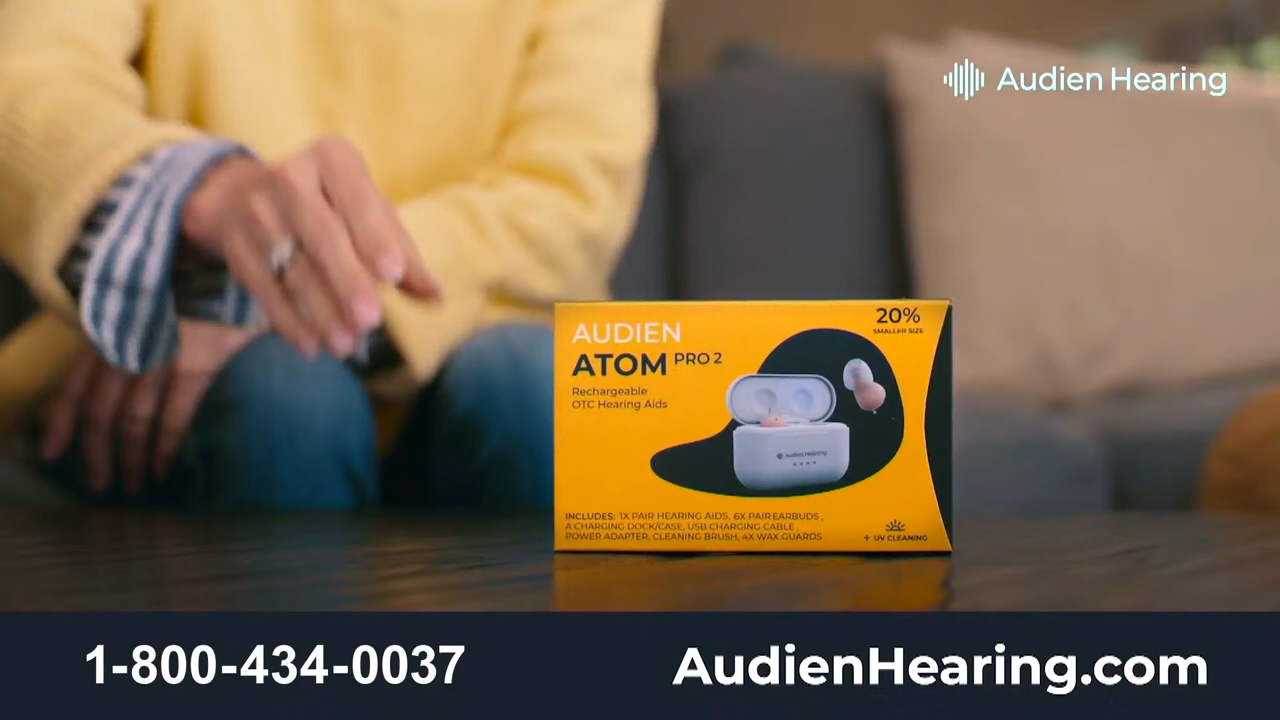 Audien Hearing
AUDIEN
ATOM PRO 2
Rechargeable
OTC Hearing Aids
20%
SMALLER SIZE
Audien Hearing
INCLUDES: 1X PAIR HEARING AIDS, 6X PAIR EARBUDS,
A CHARGING DOCK/CASE, USB CHARGING CABLE,
POWER ADAPTER, CLEANING BRUSH, 4X WAX GUARDS
+ UV CLEANING
1-800-434-0037
AudienHearing.com